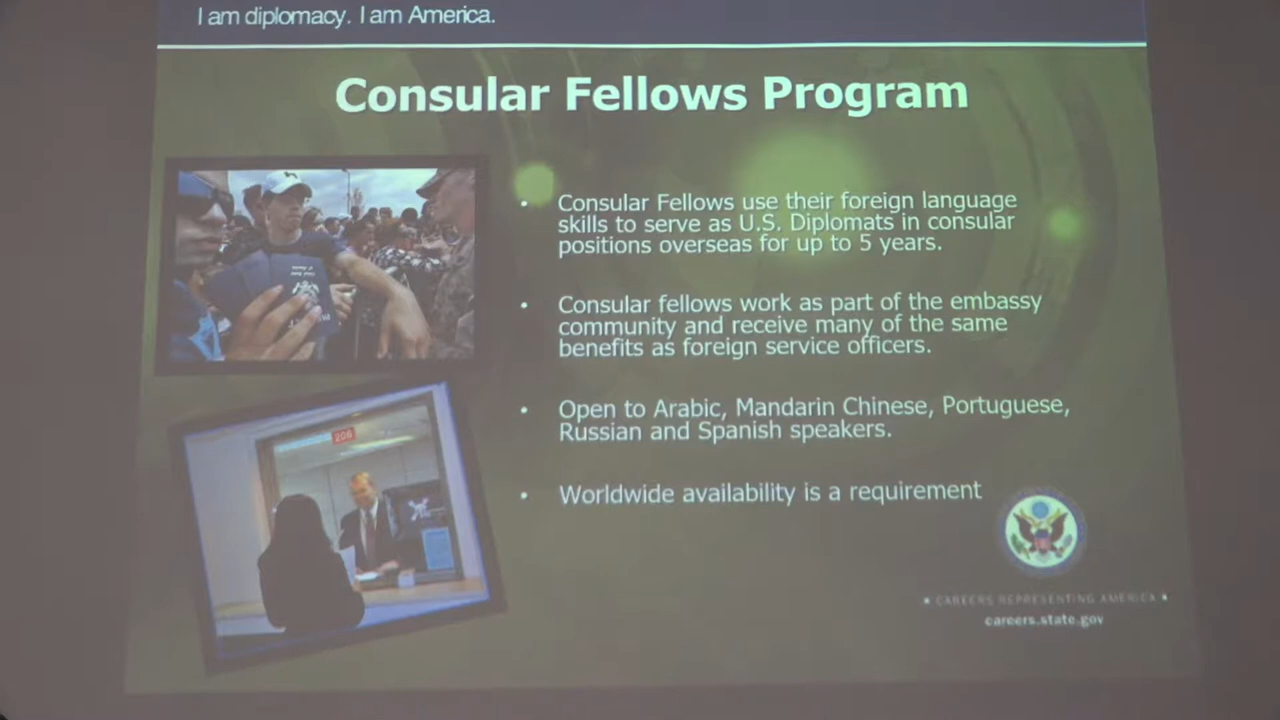 I am diplomacy. I am America.
Consular Fellows Program
• Consular Fellows use their foreign language
skills to serve as U.S. Diplomats in consular
positions overseas for up to 5 years.
• Consular fellows work as part of the embassy
community and receive many of the same
benefits as foreign service officers.
• Open to Arabic, Mandarin Chinese, Portuguese,
Russian and Spanish speakers.
• Worldwide availability is a requirement
206
CAREERS REPRESENTING AMERICA
careers.state.gov